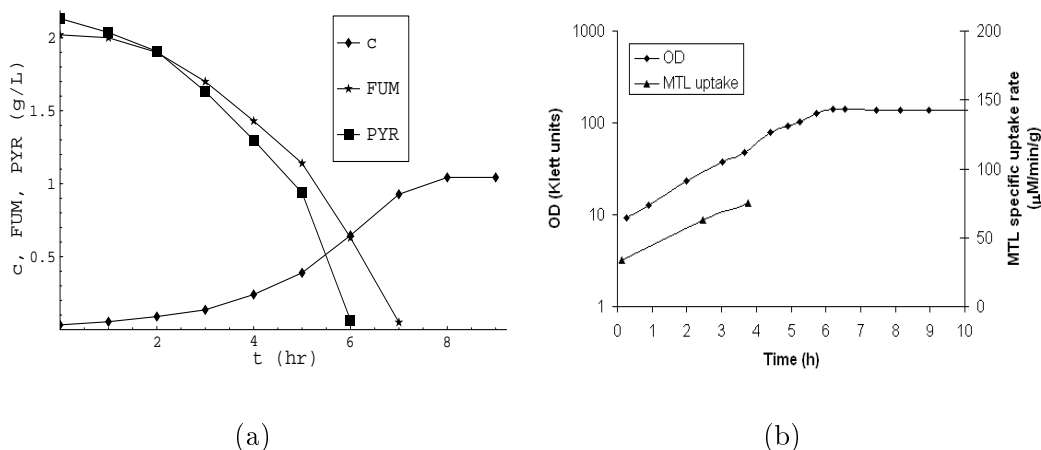 c, FUM, PYR (g/L)
2
1.5
1
0.5
2
4
6
8
t (hr)
c
FUM
PYR
(a)
OD (Klett units)
1000
100
10
1
0
1
2
3
4
5
6
7
8
9
10
Time (h)
OD
MTL uptake
200
150
100
50
0
MTL specific uptake rate
(µM/min/g)
(b)